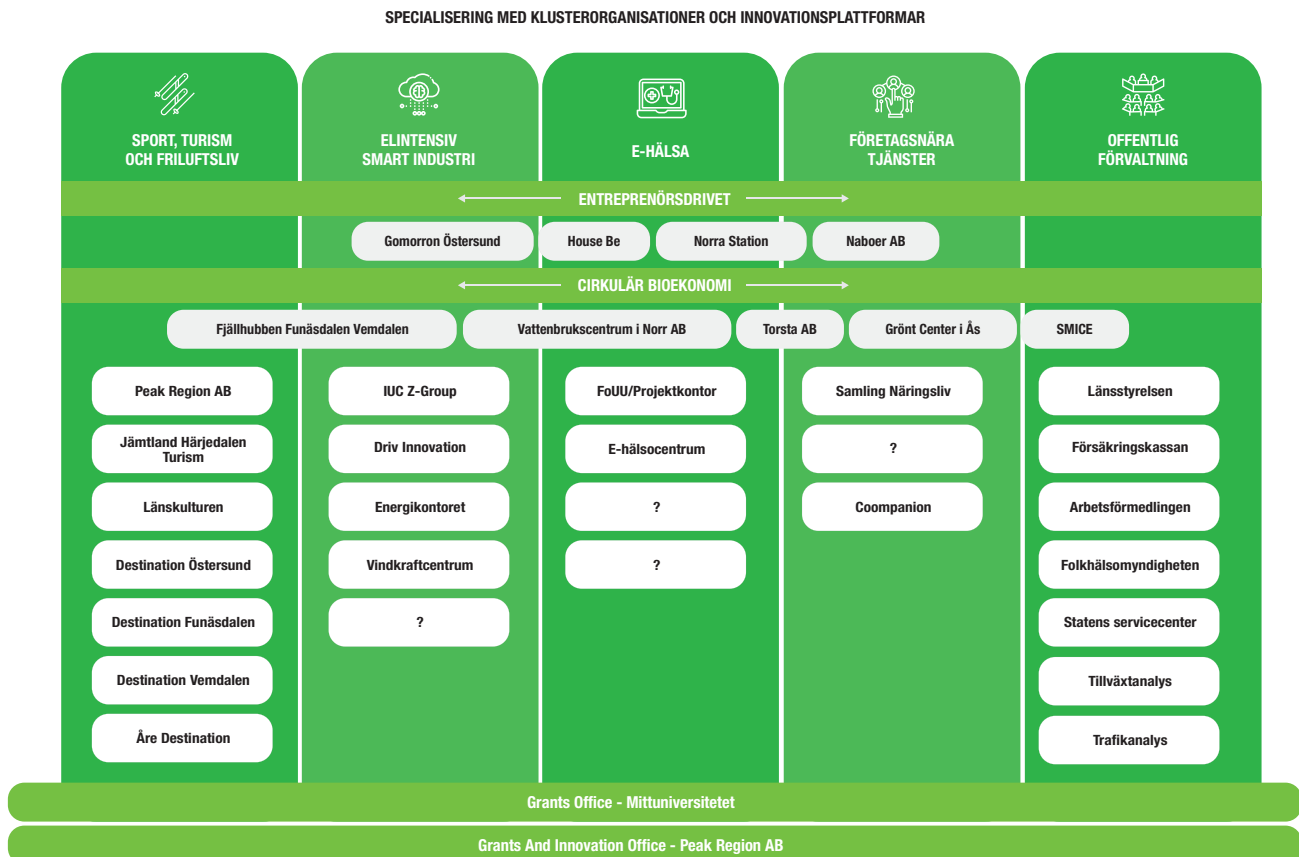 SPECIALISERING MED KLUSTERORGANISATIONER OCH INNOVATIONSPLATTFORMAR
SPORT, TURISM
OCH FRILUFTSLIV
ELINTENSIV
SMART INDUSTRI
E-HÄLSA
FÖRETAGSNÄRA
TJÄNSTER
OFFENTLIG
FÖRVALTNING
ENTREPRENÖRSDRIVET
Gomorron Östersund
House Be
Norra Station
Naboer AB
CIRKULÄR BIOEKONOMI
Fjällhubben Funäsdalen Vemdalen
Vattenbrukscentrum i Norr AB
Torsta AB
Grönt Center i Ås
SMICE
Peak Region AB
Jämtland Härjedalen
Turism
Länskulturen
Destination Östersund
Destination Funäsdalen
Destination Vemdalen
Åre Destination
IUC Z-Group
Driv Innovation
Energikontoret
Vindkraftcentrum
?
FoUU/Projektkontor
E-hälsocentrum
?
?
Samling Näringsliv
?
Coompanion
Länsstyrelsen
Försäkringskassan
Arbetsförmedlingen
Folkhälsomyndigheten
Statens servicecenter
Tillväxtanalys
Trafikanalys
Grants Office - Mittuniversitetet
Grants And Innovation Office - Peak Region AB